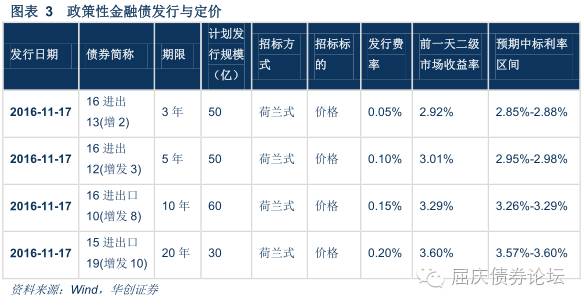 图表 3 政策性金融债发行与定价
发行日期 债券简称 期限 计划发行规模（亿） 招标方式 招标标的 发行费率 前一天二级市场收益率 预期中标利率区间
2016-11-17 16 进出 13(增 2) 3 年 50 荷兰式 价格 0.05% 2.92% 2.85%-2.88%
2016-11-17 16 进出 12(增发 3) 5 年 50 荷兰式 价格 0.10% 3.01% 2.95%-2.98%
2016-11-17 16 进出口 10(增发 8) 10 年 60 荷兰式 价格 0.15% 3.29% 3.26%-3.29%
2016-11-17 15 进出口 19(增发 10) 20 年 30 荷兰式 价格 0.20% 3.60% 3.57%-3.60%
资料来源：Wind，华创证券
屈庆债券论坛